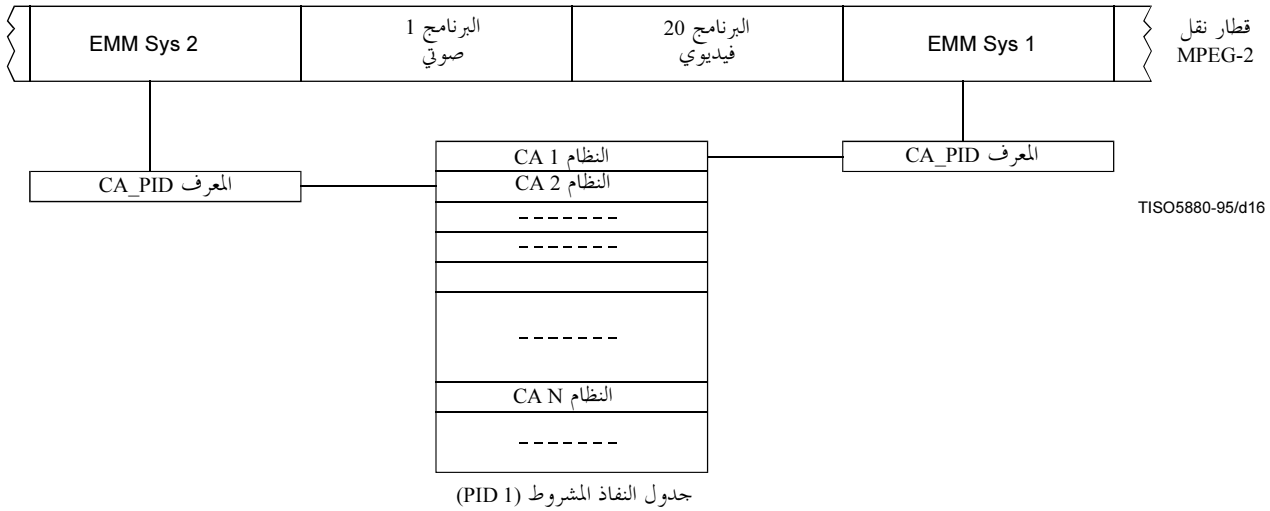 قطار نقل
MPEG-2
EMM Sys 1
البرنامج 20
فيديوي
البرنامج 1
صوتي
EMM Sys 2
المعرف CA_PID
النظام CA 1
المعرف CA_PID
النظام CA 2
-------
-------
-------
النظام CA N
-------
TISO5880-95/d16
جدول النفاذ المشروط (PID 1)